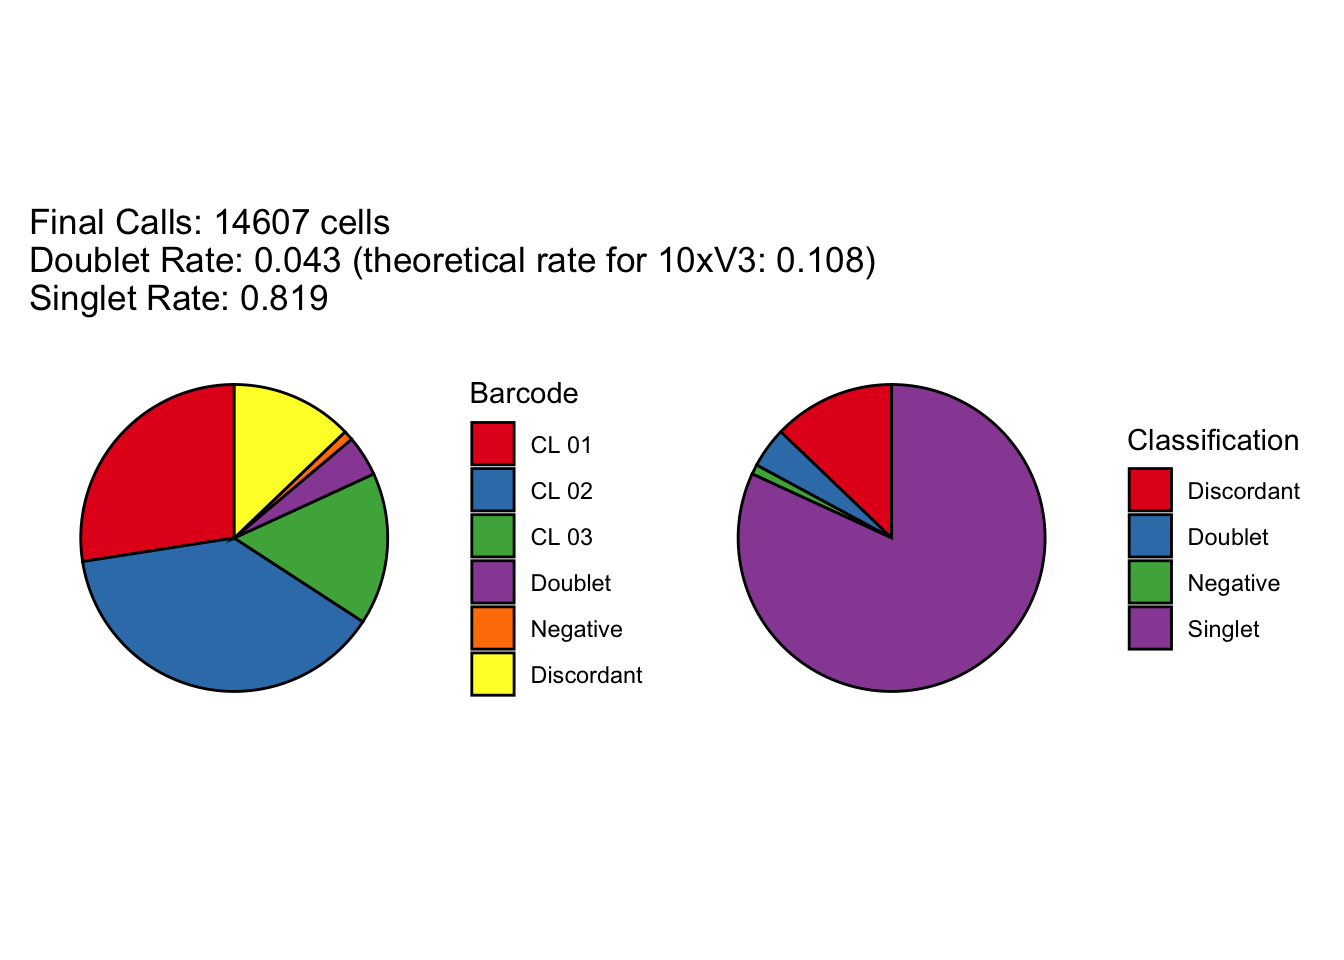 Final Calls: 14607 cells
Doublet Rate: 0.043 (theoretical rate for 10xV3: 0.108)
Singlet Rate: 0.819
Barcode
CL 01
CL 02
CL 03
Doublet
Negative
Discordant
Classification
Discordant
Doublet
Negative
Singlet